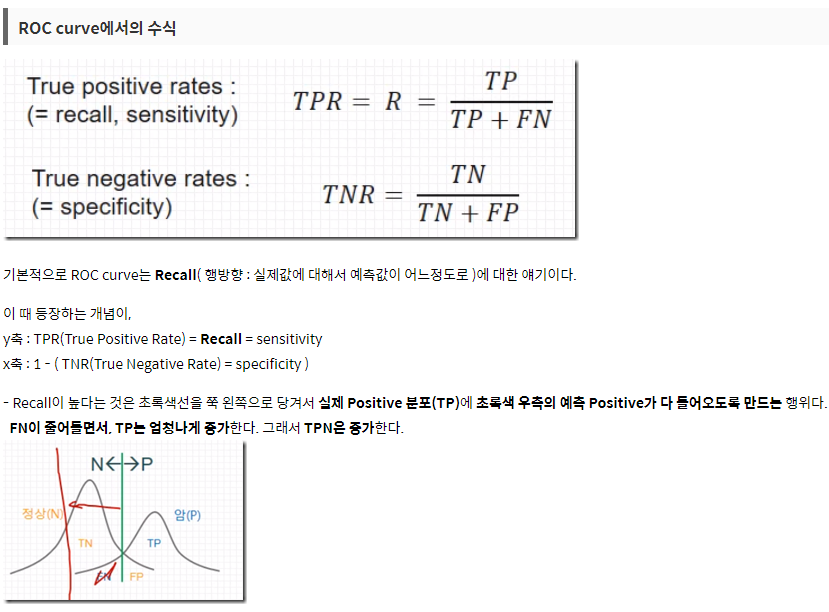 ROC curve에서의 수식
True positive rates :
(= recall, sensitivity)
TPR = R = TP / TP + FN
True negative rates :
(= specificity)
TNR = TN / TN + FP
기본적으로 ROC curve는 Recall( 행방향 : 실제값에 대해서 예측값이 어느정도로 )에 대한 얘기이다.
이 때 등장하는 개념이,
y축 : TPR(True Positive Rate) = Recall = sensitivity
x축 : 1 - ( TNR(True Negative Rate) = specificity )
- Recall이 높다는 것은 초록색선을 쭉 왼쪽으로 당겨서 실제 Positive 분포(TP)에 초록색 우측의 예측 Positive가 다 들어오도록 만드는 행위다.
FN이 줄어들면서, TP는 엄청나게 증가한다. 그래서 TPN은 증가한다.
N←→P
정상(N)
암(P)
TN
TP
FN
FP